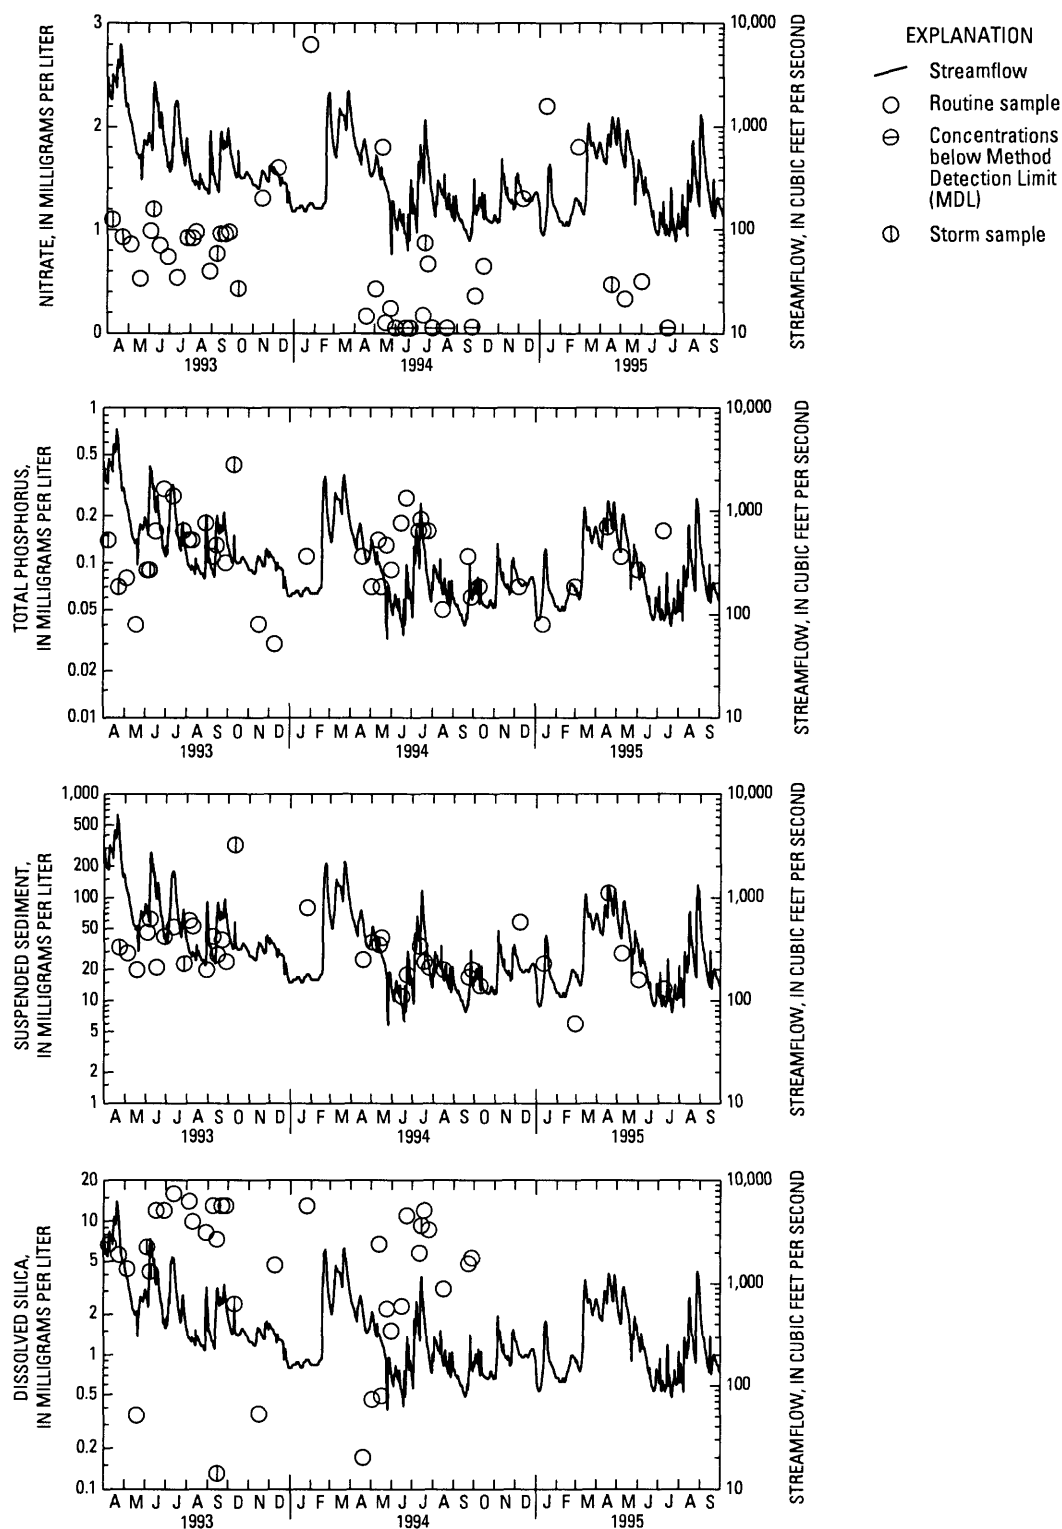 EXPLANATION
Streamflow
Routine sample
Concentrations
below Method
Detection Limit
(MDL)
Storm sample
NITRATE, IN MILLIGRAMS PER LITER
3
2
1
0
10,000
1,000
100
10
STREAMFLOW, IN CUBIC FEET PER SECOND
A M J J A S O N D J F M A M J J A S O N D J F M A M J J A S
1993 1994 1995
TOTAL PHOSPHORUS,
IN MILLIGRAMS PER LITER
1
0.5
0.2
0.1
0.05
0.02
0.01
10,000
1,000
100
10
STREAMFLOW, IN CUBIC FEET PER SECOND
A M J J A S O N D J F M A M J J A S O N D J F M A M J J A S
1993 1994 1995
SUSPENDED SEDIMENT,
IN MILLIGRAMS PER LITER
1,000
500
200
100
50
20
10
5
2
1
10,000
1,000
100
10
STREAMFLOW, IN CUBIC FEET PER SECOND
A M J J A S O N D J F M A M J J A S O N D J F M A M J J A S
1993 1994 1995
DISSOLVED SILICA,
IN MILLIGRAMS PER LITER
20
10
5
2
1
0.5
0.2
0.1
10,000
1,000
100
10
STREAMFLOW, IN CUBIC FEET PER SECOND
A M J J A S O N D J F M A M J J A S O N D J F M A M J J A S
1993 1994 1995